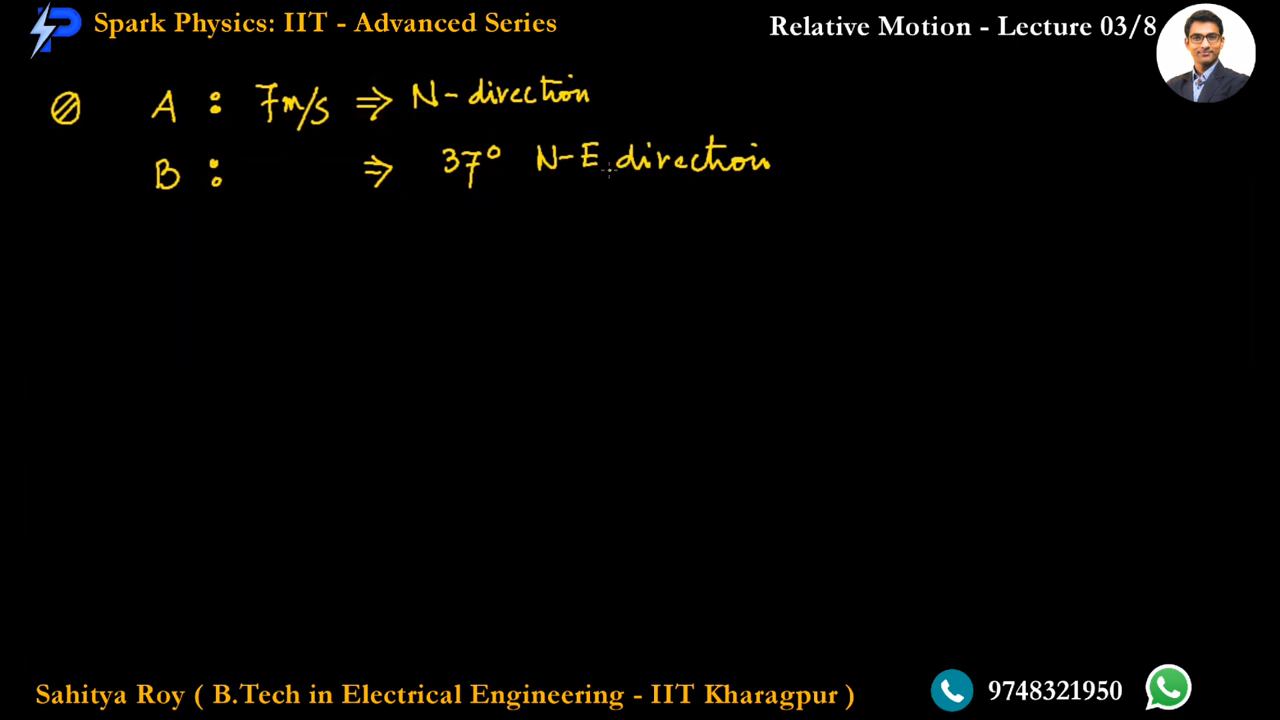 Spark Physics: IIT - Advanced Series
Relative Motion - Lecture 03/8
A : 7m/s ⇒ N-direction
B : ⇒ 37° N-E direction
Sahitya Roy ( B.Tech in Electrical Engineering - IIT Kharagpur )
9748321950